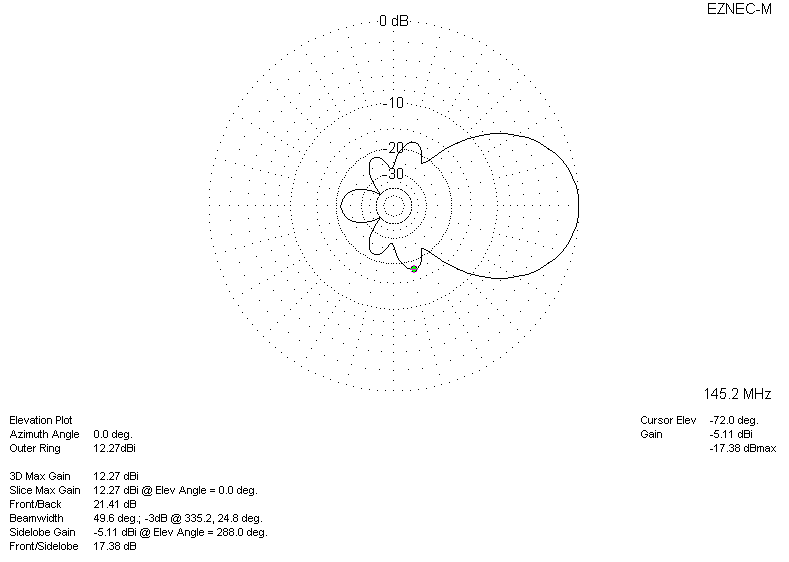 EZNEC-M
0 dB
-10
-20
-30
145.2 MHz
Elevation Plot
Azimuth Angle 0.0 deg.
Outer Ring 12.27dBi
Cursor Elev -72.0 deg.
Gain -5.11 dBi
-17.38 dBmax
3D Max Gain 12.27 dBi
Slice Max Gain 12.27 dBi @ Elev Angle = 0.0 deg.
Front/Back 21.41 dB
Beamwidth 49.6 deg.; -3dB @ 335.2, 24.8 deg.
Sidelobe Gain -5.11 dBi @ Elev Angle = 288.0 deg.
Front/Sidelobe 17.38 dB